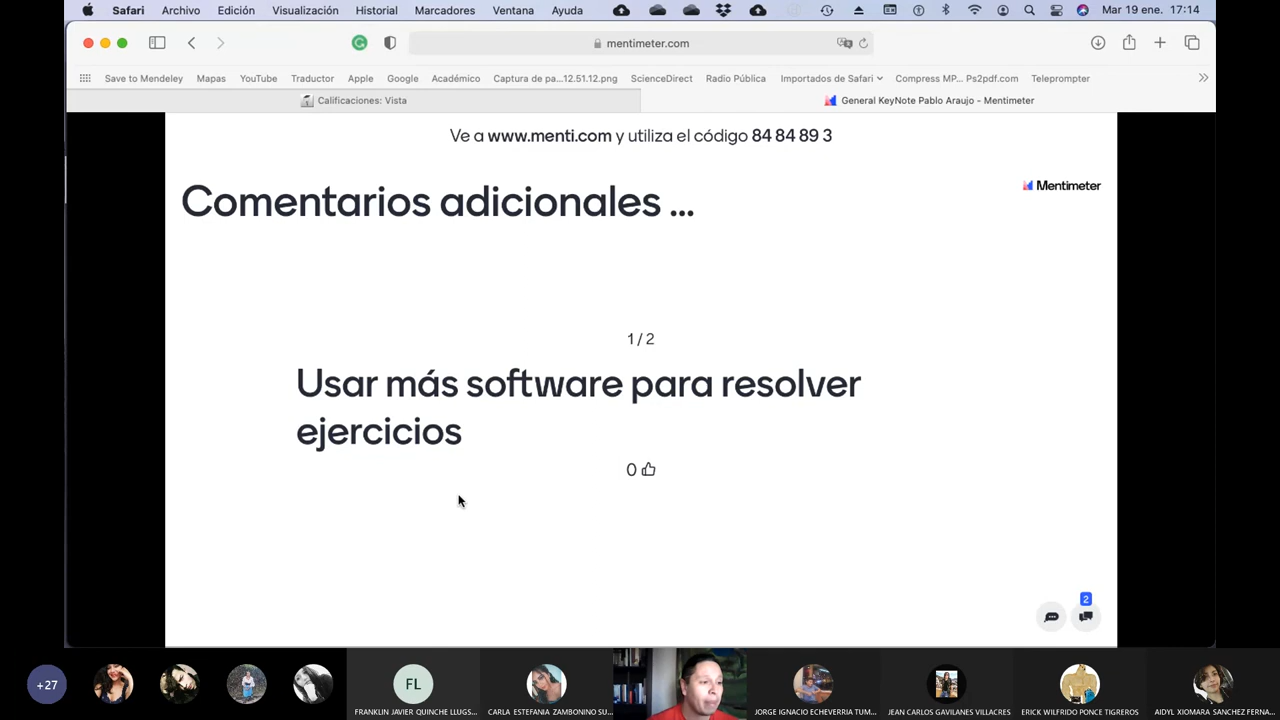 Safari Archivo Edición Visualización Historial Marcadores Ventana Ayuda Mar 19 ene. 17:14
mentimeter.com
Save to Mendeley Mapas YouTube Traductor Apple Google Académico Captura de pa...12.51.12.png ScienceDirect Radio Pública Importados de Safari Compress MP... Ps2pdf.com Teleprompter
Calificaciones: Vista General KeyNote Pablo Araujo - Mentimeter
Ve a www.menti.com y utiliza el código 84 84 89 3
Mentimeter
Comentarios adicionales ...
1 / 2
Usar más software para resolver
ejercicios
0
2
+27
FL
FRANKLIN JAVIER QUINCHE LLUGS... CARLA ESTEFANIA ZAMBONINO SU... JORGE IGNACIO ECHEVERRIA TUM... JEAN CARLOS GAVILANES VILLACRES ERICK WILFRIDO PONCE TIGREROS AIDYL XIOMARA SANCHEZ FERNA...